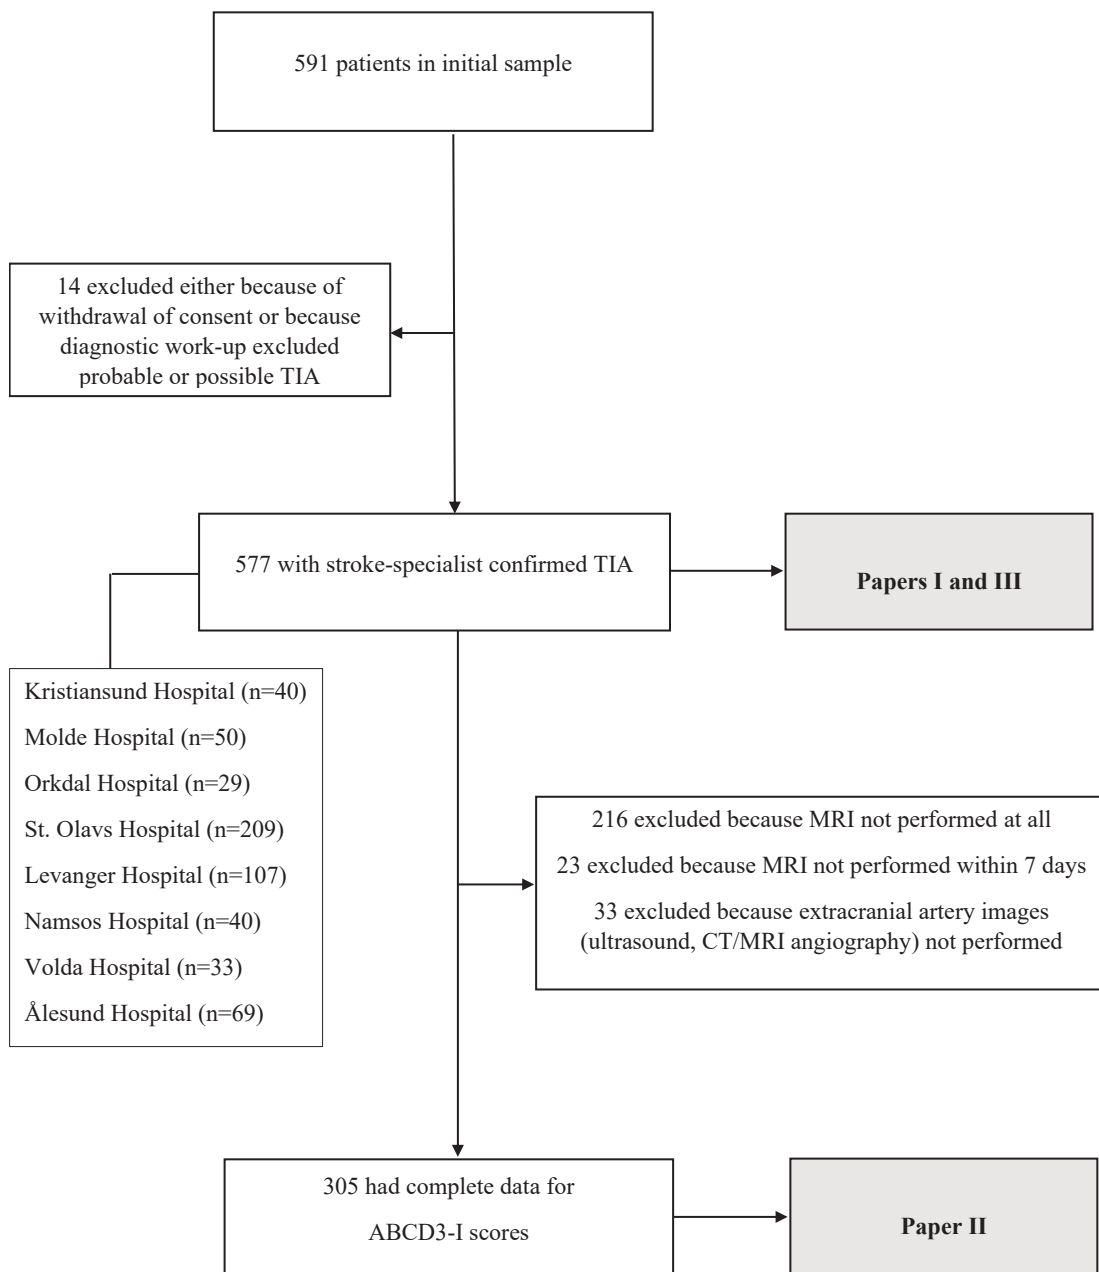 591 patients in initial sample
14 excluded either because of
withdrawal of consent or because
diagnostic work-up excluded
probable or possible TIA
577 with stroke-specialist confirmed TIA
Papers I and III
Kristiansund Hospital (n=40)
Molde Hospital (n=50)
Orkdal Hospital (n=29)
St. Olavs Hospital (n=209)
Levanger Hospital (n=107)
Namsos Hospital (n=40)
Volda Hospital (n=33)
Ålesund Hospital (n=69)
216 excluded because MRI not performed at all
23 excluded because MRI not performed within 7 days
33 excluded because extracranial artery images
(ultrasound, CT/MRI angiography) not performed
305 had complete data for
ABCD3-I scores
Paper II